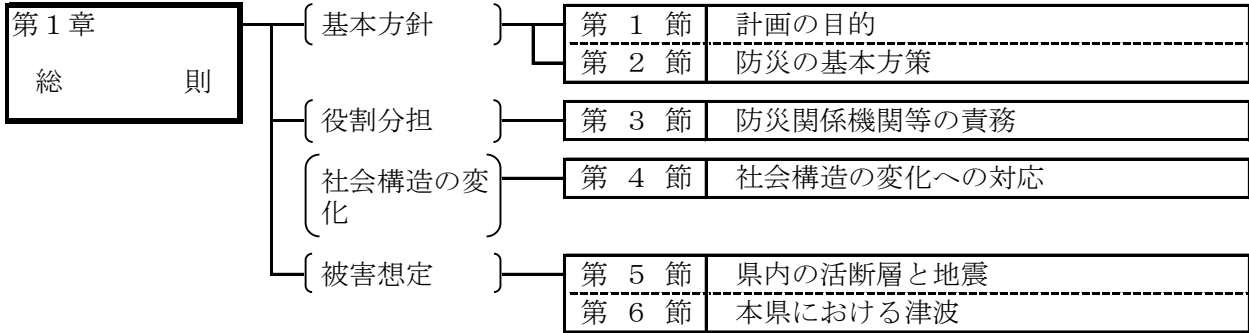 第１章
総　則
基本方針
第 １ 節　計画の目的
第 ２ 節　防災の基本方策
役割分担
第 ３ 節　防災関係機関等の責務
社会構造の変
化
第 ４ 節　社会構造の変化への対応
被害想定
第 ５ 節　県内の活断層と地震
第 ６ 節　本県における津波